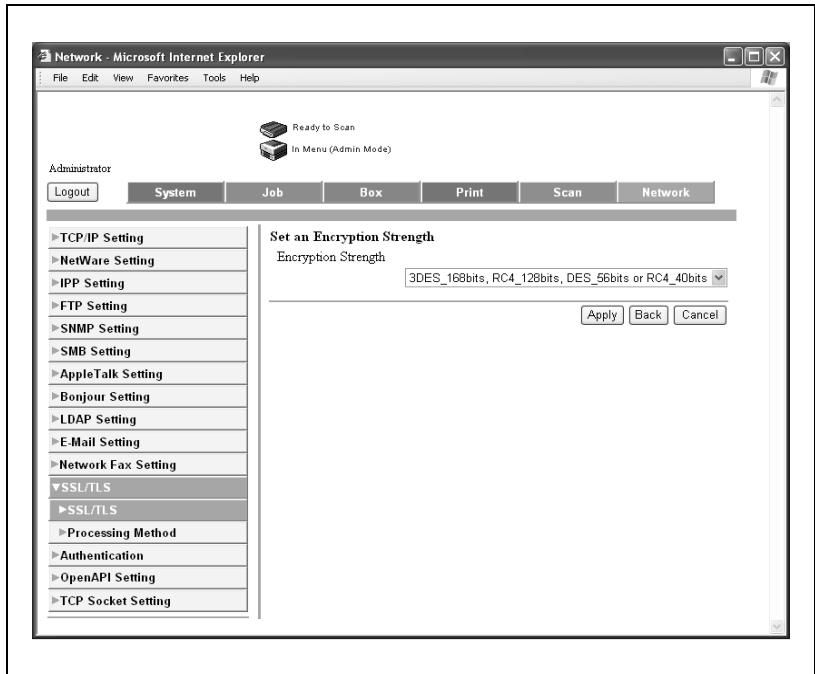 Network - Microsoft Internet Explorer
File Edit View Favorites Tools Help
Ready to Scan
In Menu (Admin Mode)
Administrator
Logout System Job Box Print Scan Network
TCP/IP Setting
NetWare Setting
IPP Setting
FTP Setting
SNMP Setting
SMB Setting
AppleTalk Setting
Bonjour Setting
LDAP Setting
E-Mail Setting
Network Fax Setting
SSL/TLS
SSL/TLS
Processing Method
Authentication
OpenAPI Setting
TCP Socket Setting
Set an Encryption Strength
Encryption Strength
3DES_168bits, RC4_128bits, DES_56bits or RC4_40bits
Apply Back Cancel